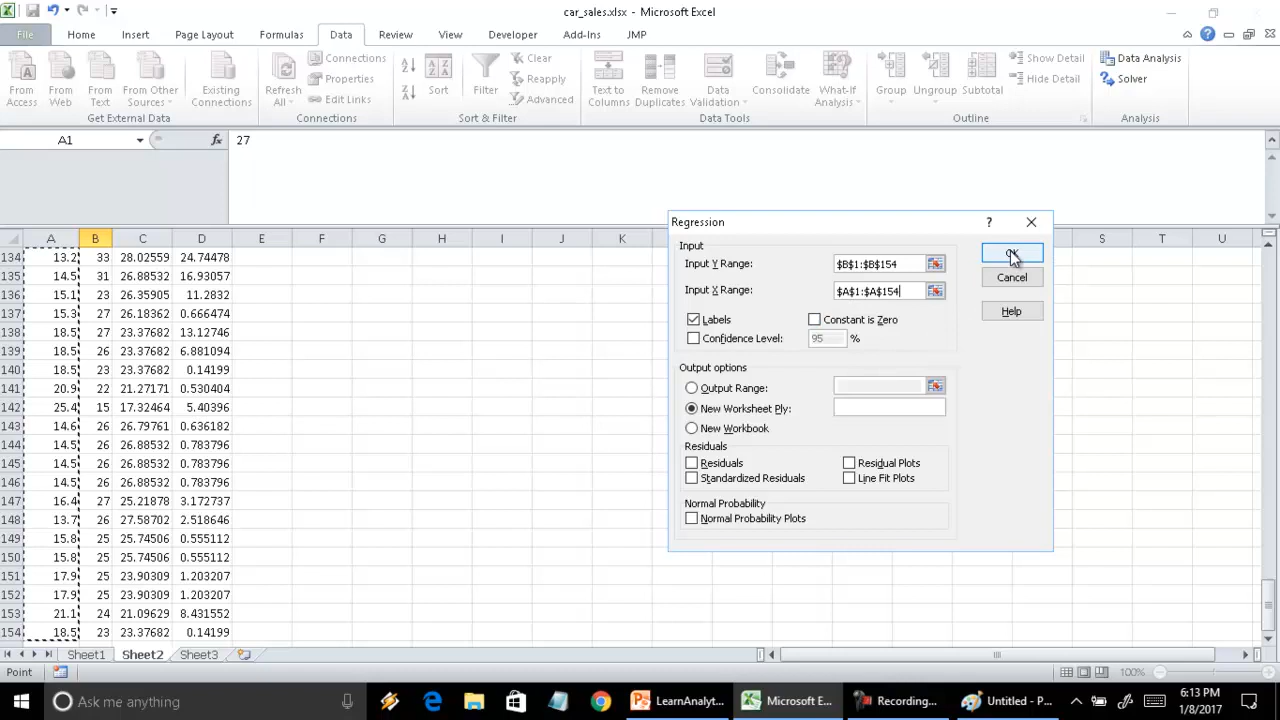 car_sales.xlsx - Microsoft Excel
File Home Insert Page Layout Formulas Data Review View Developer Add-Ins JMP
From Access
From Web
From Text
From Other Sources
Existing Connections
Get External Data
Refresh All
Connections
Properties
Edit Links
Connections
Sort
Filter
Clear
Reapply
Advanced
Sort & Filter
Text to Columns
Remove Duplicates
Data Validation
Consolidate
What-If Analysis
Data Tools
Group
Ungroup
Subtotal
Show Detail
Hide Detail
Outline
Data Analysis
Solver
Analysis
A1 fx 27
A B C D E F G H I J K S T U
134 13.2 33 28.02559 24.74478
135 14.5 31 26.88532 16.93057
136 15.1 23 26.35905 11.2832
137 15.3 27 26.18362 0.666474
138 18.5 27 23.37682 13.12746
139 18.5 26 23.37682 6.881094
140 18.5 23 23.37682 0.14199
141 20.9 22 21.27171 0.530404
142 25.4 15 17.32464 5.40396
143 14.6 26 26.79761 0.636182
144 14.5 26 26.88532 0.783796
145 14.5 26 26.88532 0.783796
146 14.5 26 26.88532 0.783796
147 16.4 27 25.21878 3.172737
148 13.7 26 27.58702 2.518646
149 15.8 25 25.74506 0.555112
150 15.8 25 25.74506 0.555112
151 17.9 25 23.90309 1.203207
152 17.9 25 23.90309 1.203207
153 21.1 24 21.09629 8.431552
154 18.5 23 23.37682 0.14199
Regression ?
Input
Input Y Range: $B$1:$B$154
Input X Range: $A$1:$A$154
Labels Constant is Zero
Confidence Level: 95 %
Output options
Output Range:
New Worksheet Ply:
New Workbook
Residuals
Residuals Residual Plots
Standardized Residuals Line Fit Plots
Normal Probability
Normal Probability Plots
OK
Cancel
Help
Sheet1 Sheet2 Sheet3
Point 100%
Ask me anything
LearnAnalyt...
Microsoft Ex...
Recording...
Untitled - P...
6:13 PM
1/8/2017